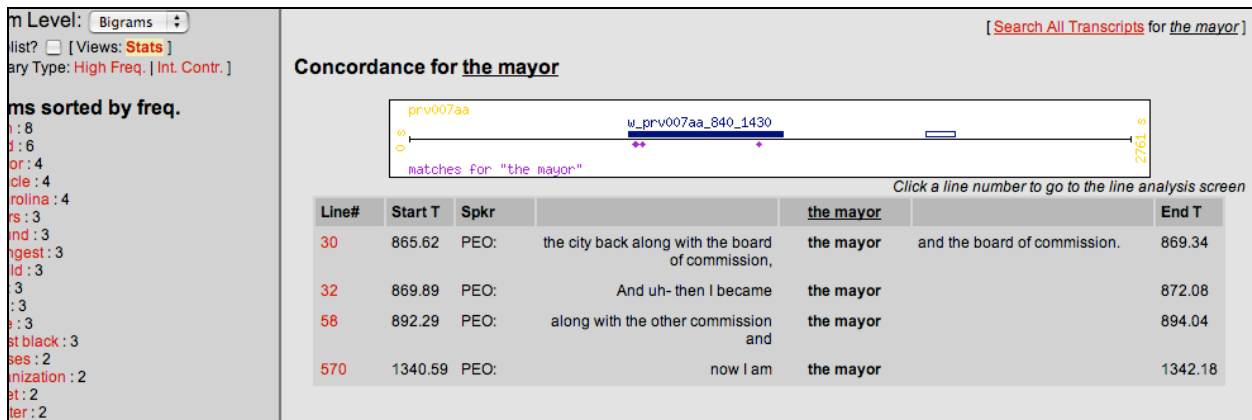 m Level: Bigrams
list? [ Views: Stats ]
ary Type: High Freq. | Int. Contr. ]
ms sorted by freq.
: 8
: 6
or : 4
cle : 4
rolina : 4
rs : 3
nd : 3
ngest : 3
ld : 3
: 3
: 3
: 3
st black : 3
ses : 2
nization : 2
et : 2
ter : 2
[ Search All Transcripts for the mayor ]
Concordance for the mayor
prv007aa
w_prv007aa_840_1430
0 s
2761 s
matches for "the mayor"
Click a line number to go to the line analysis screen
Line# Start T Spkr the mayor End T
30 865.62 PEO: the city back along with the board of commission, the mayor and the board of commission. 869.34
32 869.89 PEO: And uh- then I became the mayor 872.08
58 892.29 PEO: along with the other commission and the mayor 894.04
570 1340.59 PEO: now I am the mayor 1342.18